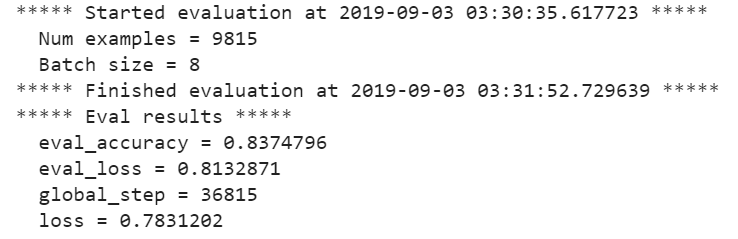 ***** Started evaluation at 2019-09-03 03:30:35.617723 *****
  Num examples = 9815
  Batch size = 8
***** Finished evaluation at 2019-09-03 03:31:52.729639 *****
***** Eval results *****
  eval_accuracy = 0.8374796
  eval_loss = 0.8132871
  global_step = 36815
  loss = 0.7831202